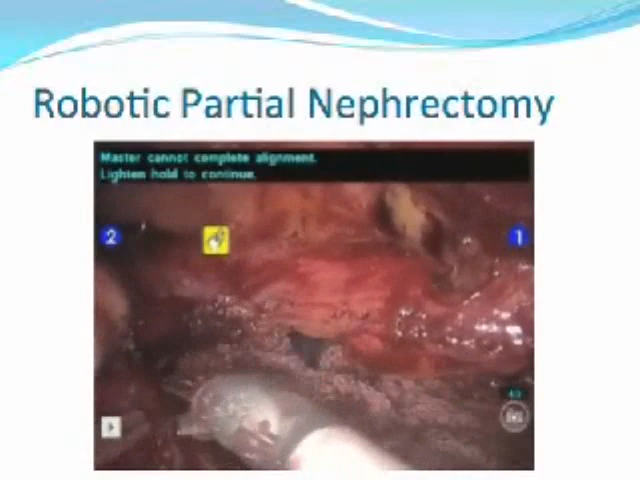 Robotic Partial Nephrectomy
Master cannot complete alignment.
Lighten hold to continue.
2
1